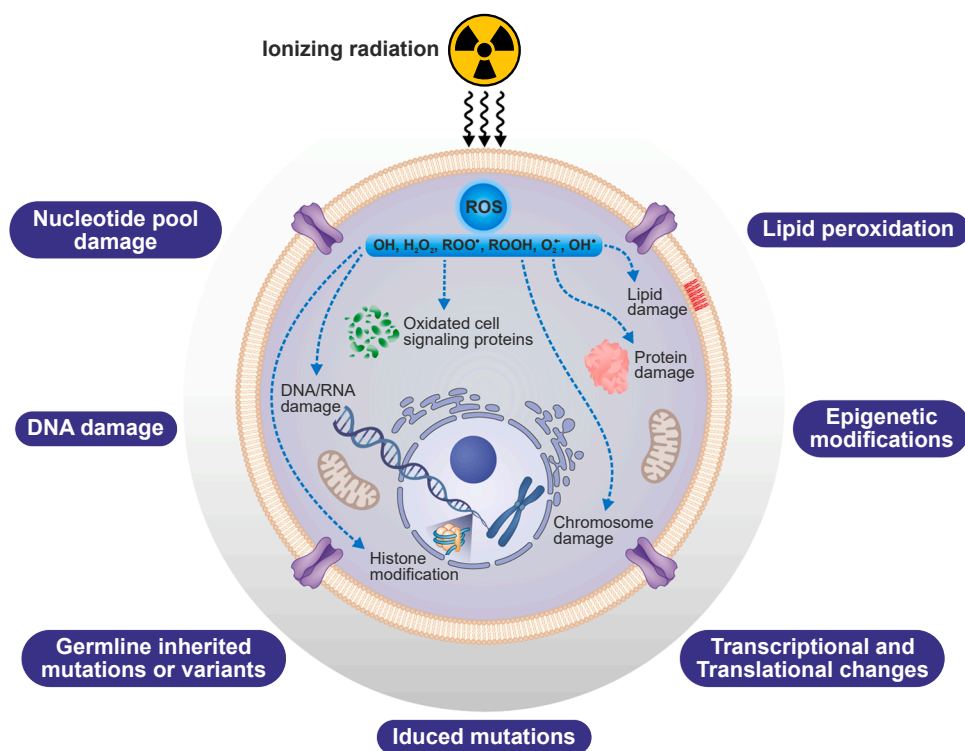 Ionizing radiation
ROS
OH, H₂O₂, ROO•, ROOH, O₂•-, OH•
Nucleotide pool
damage
Lipid peroxidation
Lipid
damage
Oxidated cell
signaling proteins
Protein
damage
DNA/RNA
damage
DNA damage
Epigenetic
modifications
Chromosome
damage
Histone
modification
Germline inherited
mutations or variants
Transcriptional and
Translational changes
Iduced mutations